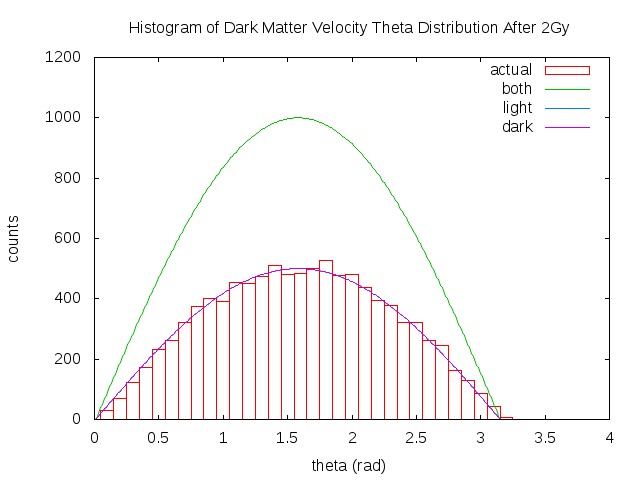 Histogram of Dark Matter Velocity Theta Distribution After 2Gy
1200
1000
800
600
400
200
0
counts
actual
both
light
dark
0 0.5 1 1.5 2 2.5 3 3.5 4
theta (rad)